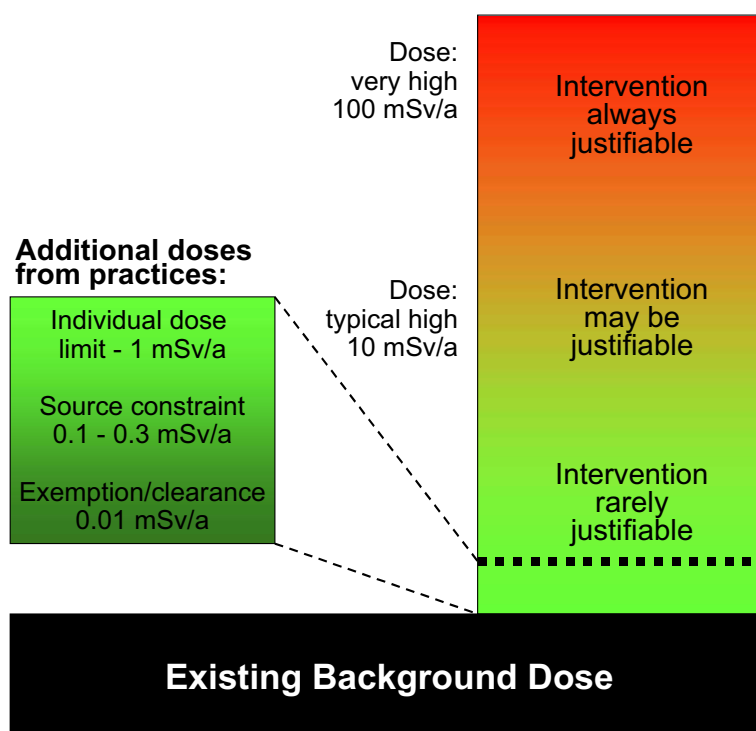 Dose:
very high
100 mSv/a
Intervention
always
justifiable
Additional doses
from practices:
Individual dose
limit - 1 mSv/a
Source constraint
0.1 - 0.3 mSv/a
Exemption/clearance
0.01 mSv/a
Dose:
typical high
10 mSv/a
Intervention
may be
justifiable
Intervention
rarely
justifiable
Existing Background Dose